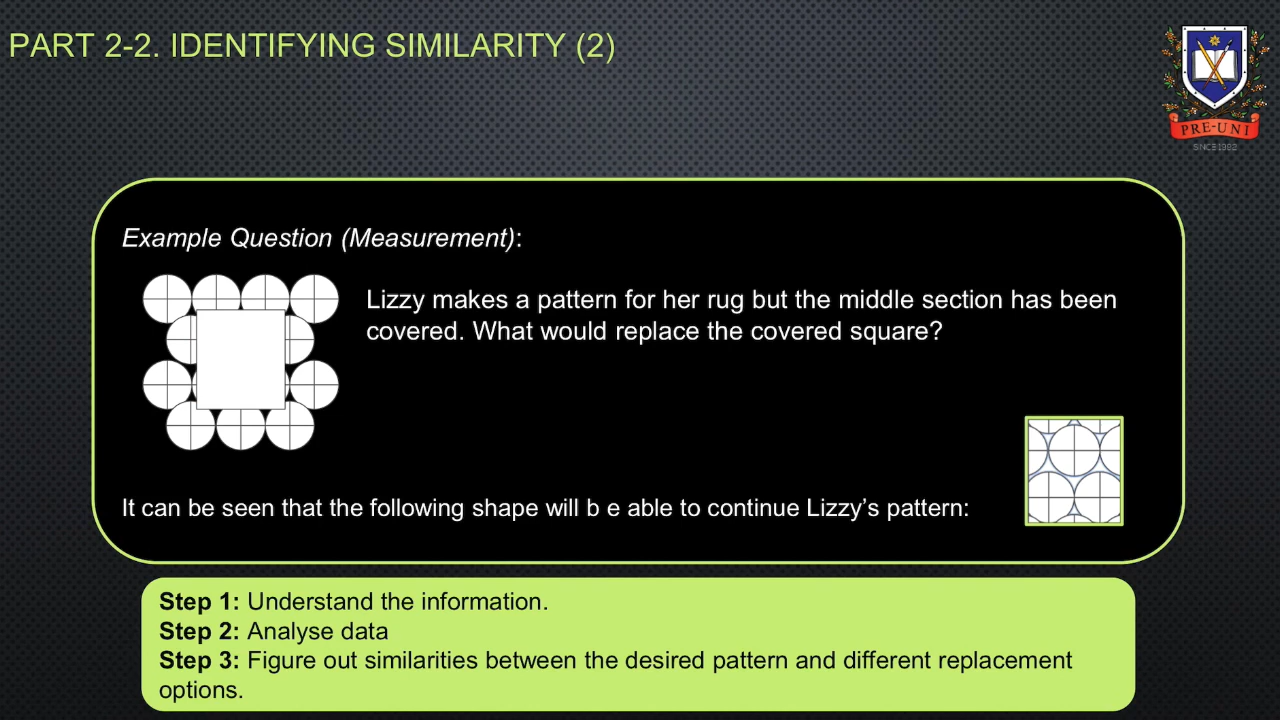 PART 2-2. IDENTIFYING SIMILARITY (2)
PRE-UNI
SINCE 1992
Example Question (Measurement):
Lizzy makes a pattern for her rug but the middle section has been
covered. What would replace the covered square?
It can be seen that the following shape will b e able to continue Lizzy’s pattern:
Step 1: Understand the information.
Step 2: Analyse data
Step 3: Figure out similarities between the desired pattern and different replacement
options.